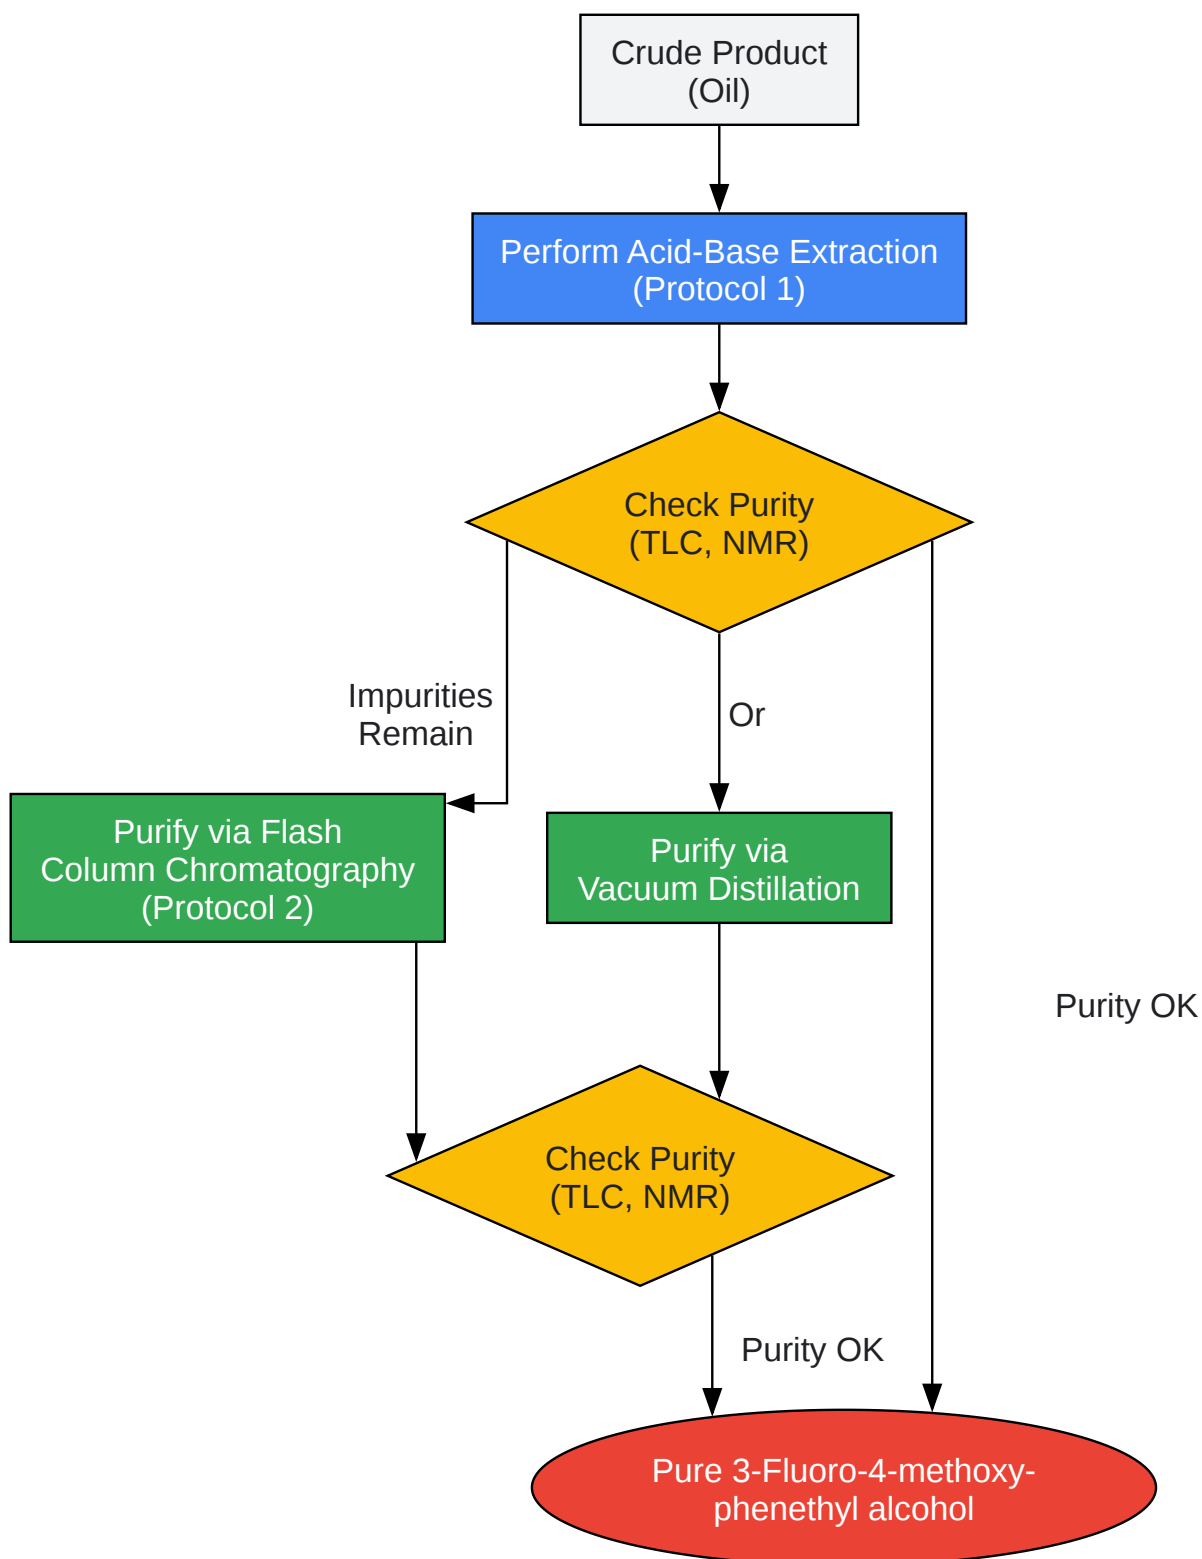 Crude Product
(Oil)
Perform Acid-Base Extraction
(Protocol 1)
Check Purity
(TLC, NMR)
Impurities
Remain
Or
Purify via Flash
Column Chromatography
(Protocol 2)
Purify via
Vacuum Distillation
Purity OK
Check Purity
(TLC, NMR)
Purity OK
Pure 3-Fluoro-4-methoxy-
phenethyl alcohol